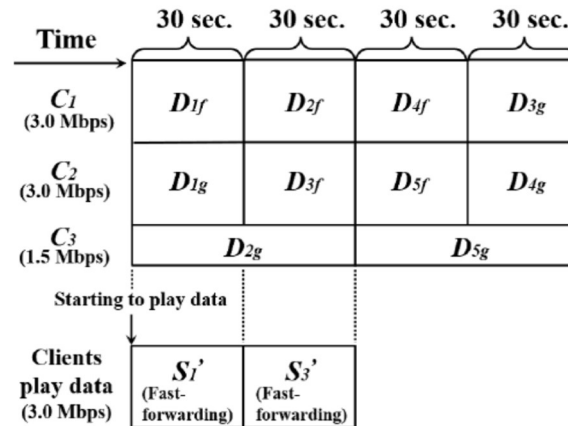 30 sec. 30 sec. 30 sec. 30 sec.
Time
C1 D1f D2f D4f D3g
(3.0 Mbps)
C2 D1g D3f D5f D4g
(3.0 Mbps)
C3 D2g D5g
(1.5 Mbps)
Starting to play data
Clients
play data
(3.0 Mbps)
S1’ S3’
(Fast-
forwarding)
(Fast-
forwarding)